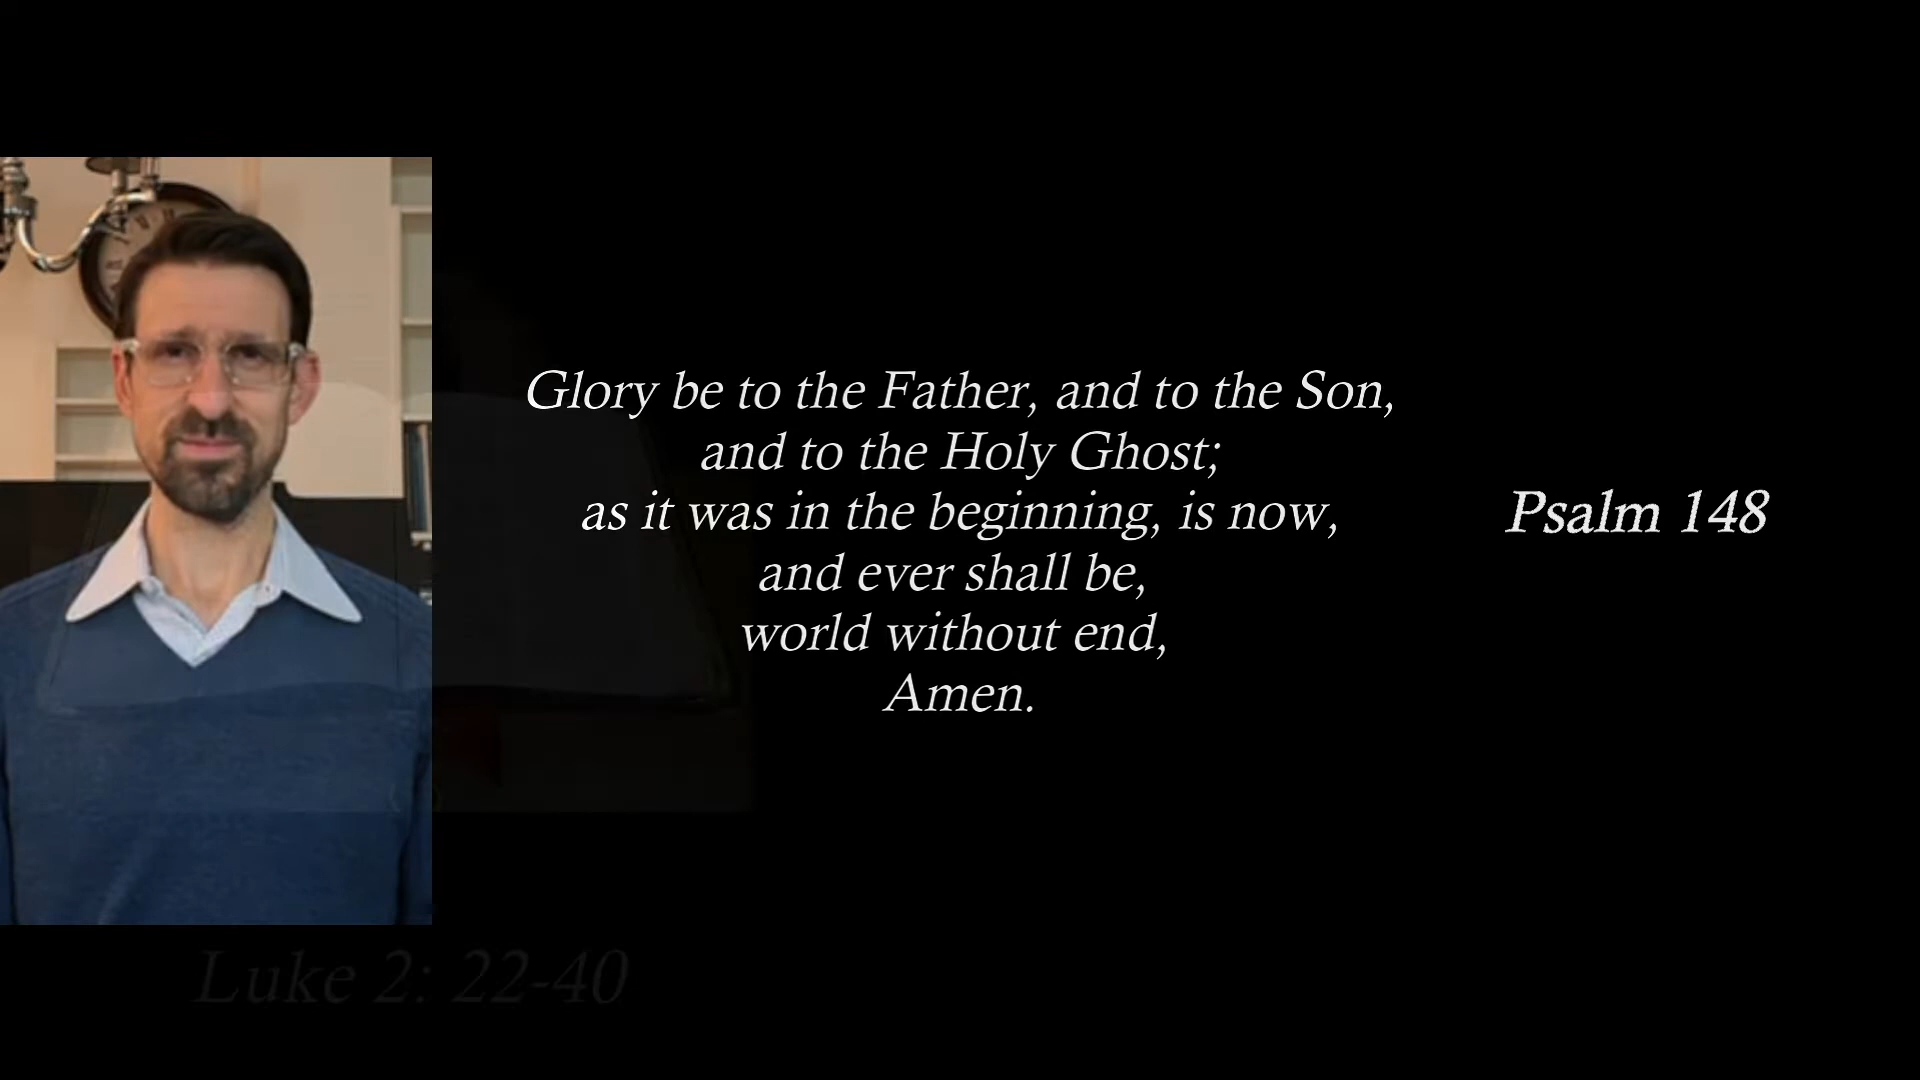 Glory be to the Father, and to the Son,
and to the Holy Ghost;
as it was in the beginning, is now,
and ever shall be,
world without end,
Amen.
Psalm 148
Luke 2: 22-40